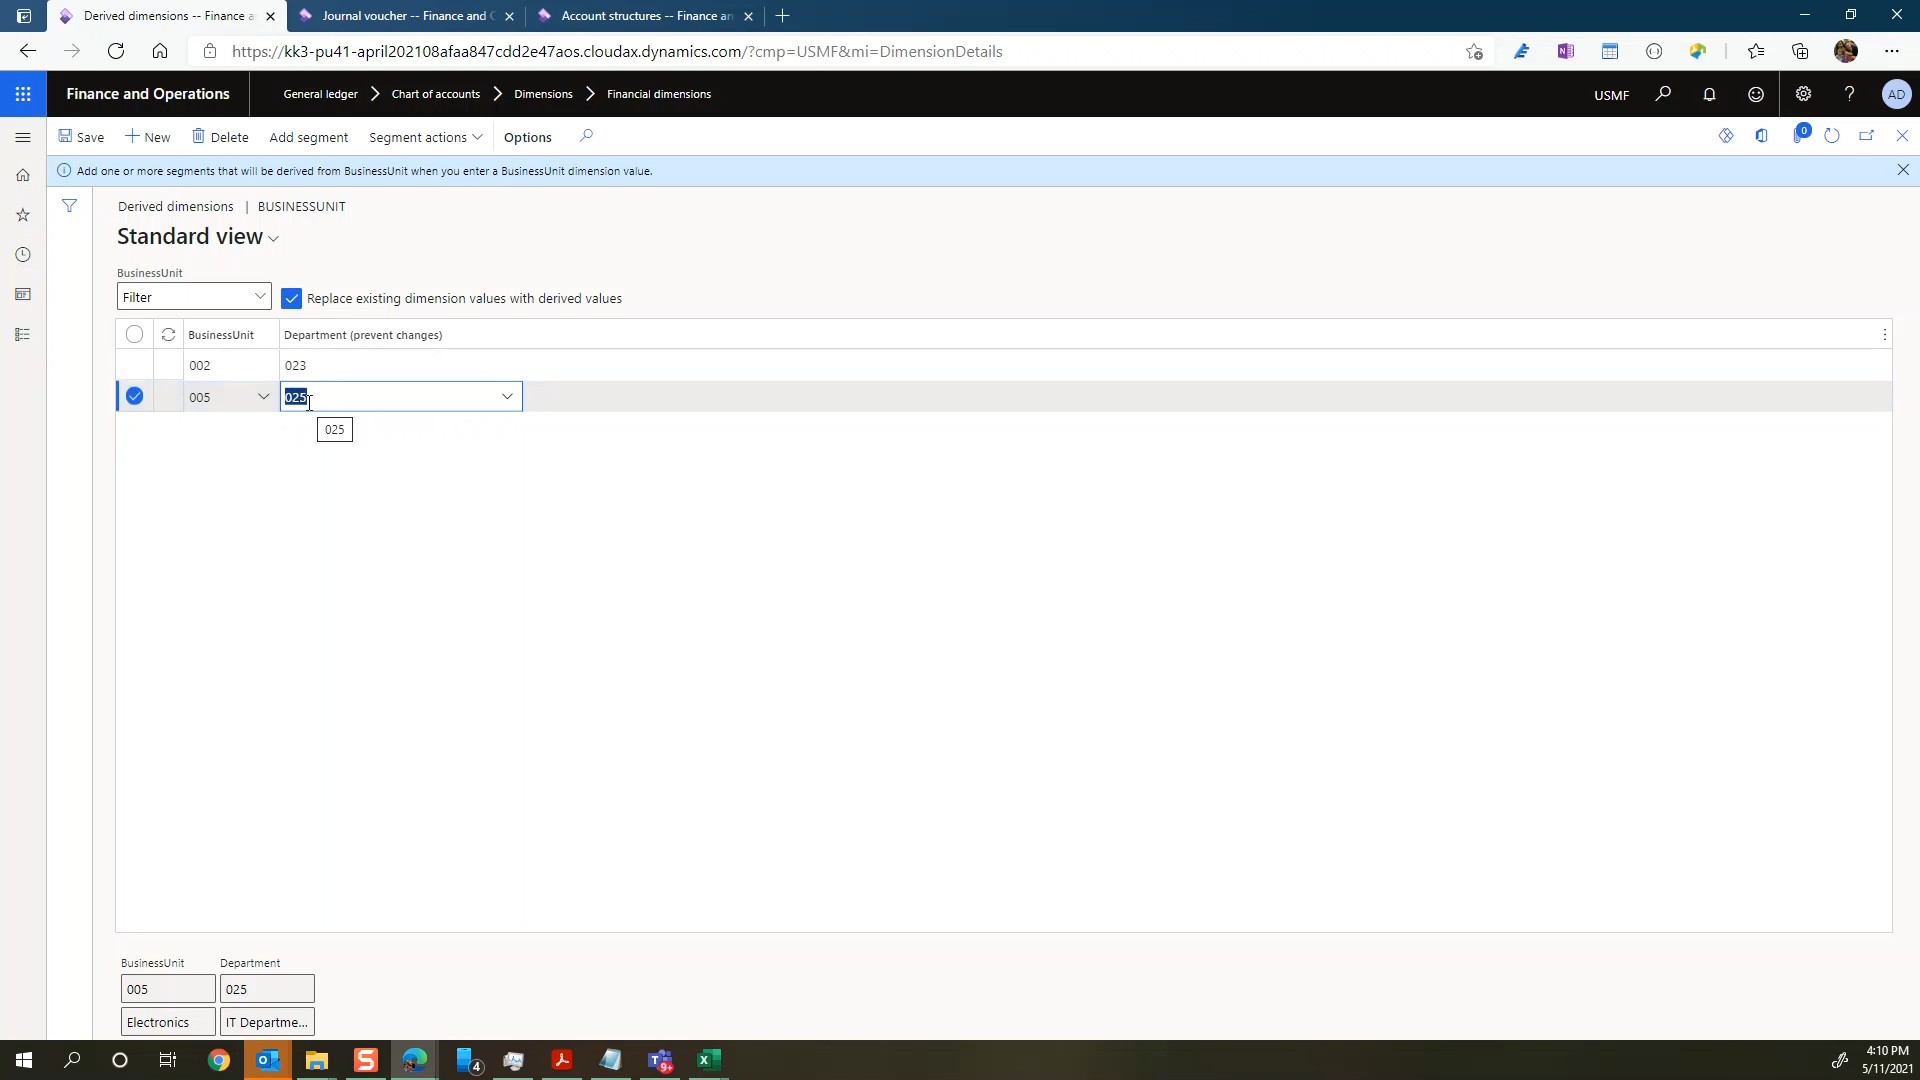 Derived dimensions -- Finance a
Journal voucher -- Finance and
Account structures -- Finance an
https://kk3-pu41-april202108afaa847cdd2e47aos.cloudax.dynamics.com/?cmp=USMF&mi=DimensionDetails
Finance and Operations
General ledger
Chart of accounts
Dimensions
Financial dimensions
USMF
?
AD
Save
New
Delete
Add segment
Segment actions
Options
0
Add one or more segments that will be derived from BusinessUnit when you enter a BusinessUnit dimension value.
Derived dimensions | BUSINESSUNIT
Standard view
BusinessUnit
Filter
Replace existing dimension values with derived values
BusinessUnit
Department (prevent changes)
002
023
005
025
025
BusinessUnit
Department
005
025
Electronics
IT Departme...
4
9+
4:10 PM
5/11/2021